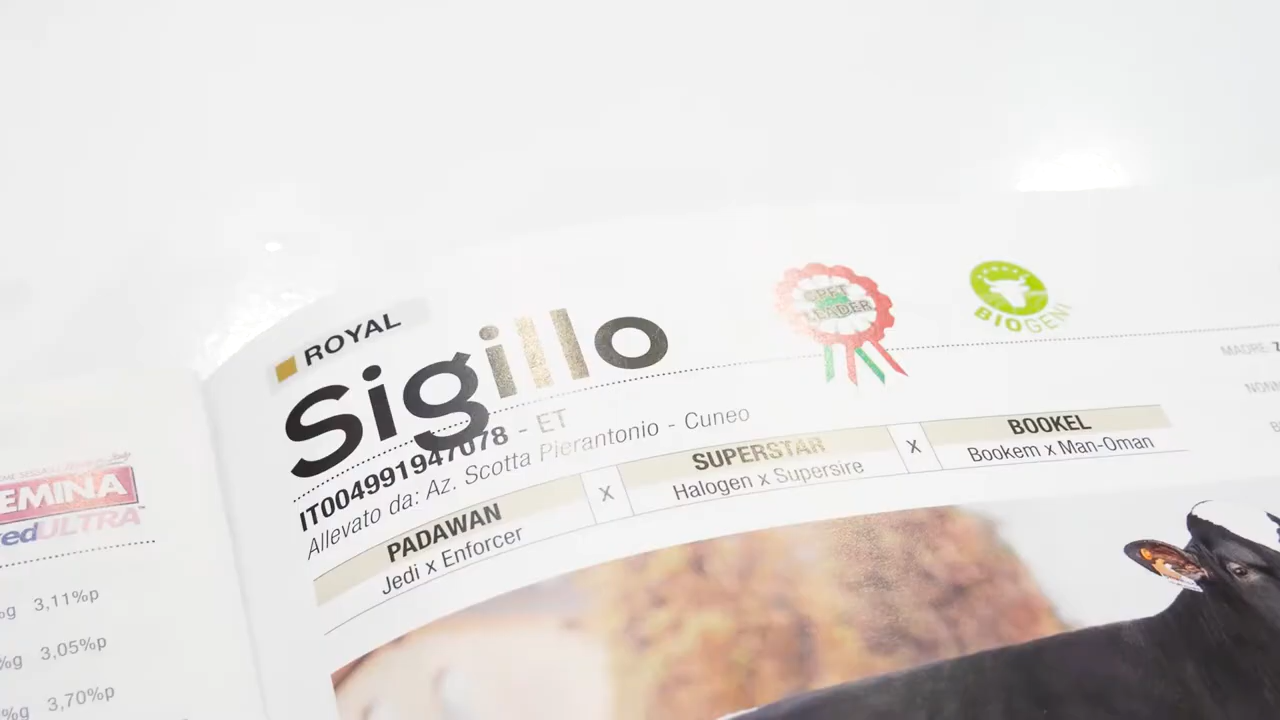 ROYAL
Sigillo
IT004991947078 - ET
Allevato da: Az. Scotta Pierantonio - Cuneo
PADAWAN X SUPERSTAR X BOOKEL
Jedi x Enforcer Halogen x Supersire Bookem x Man-Oman
LEADER
BIOGENI
MADRE:
EMINA
edULTRA
%g 3,11%p
%g 3,05%p
%g 3,70%p